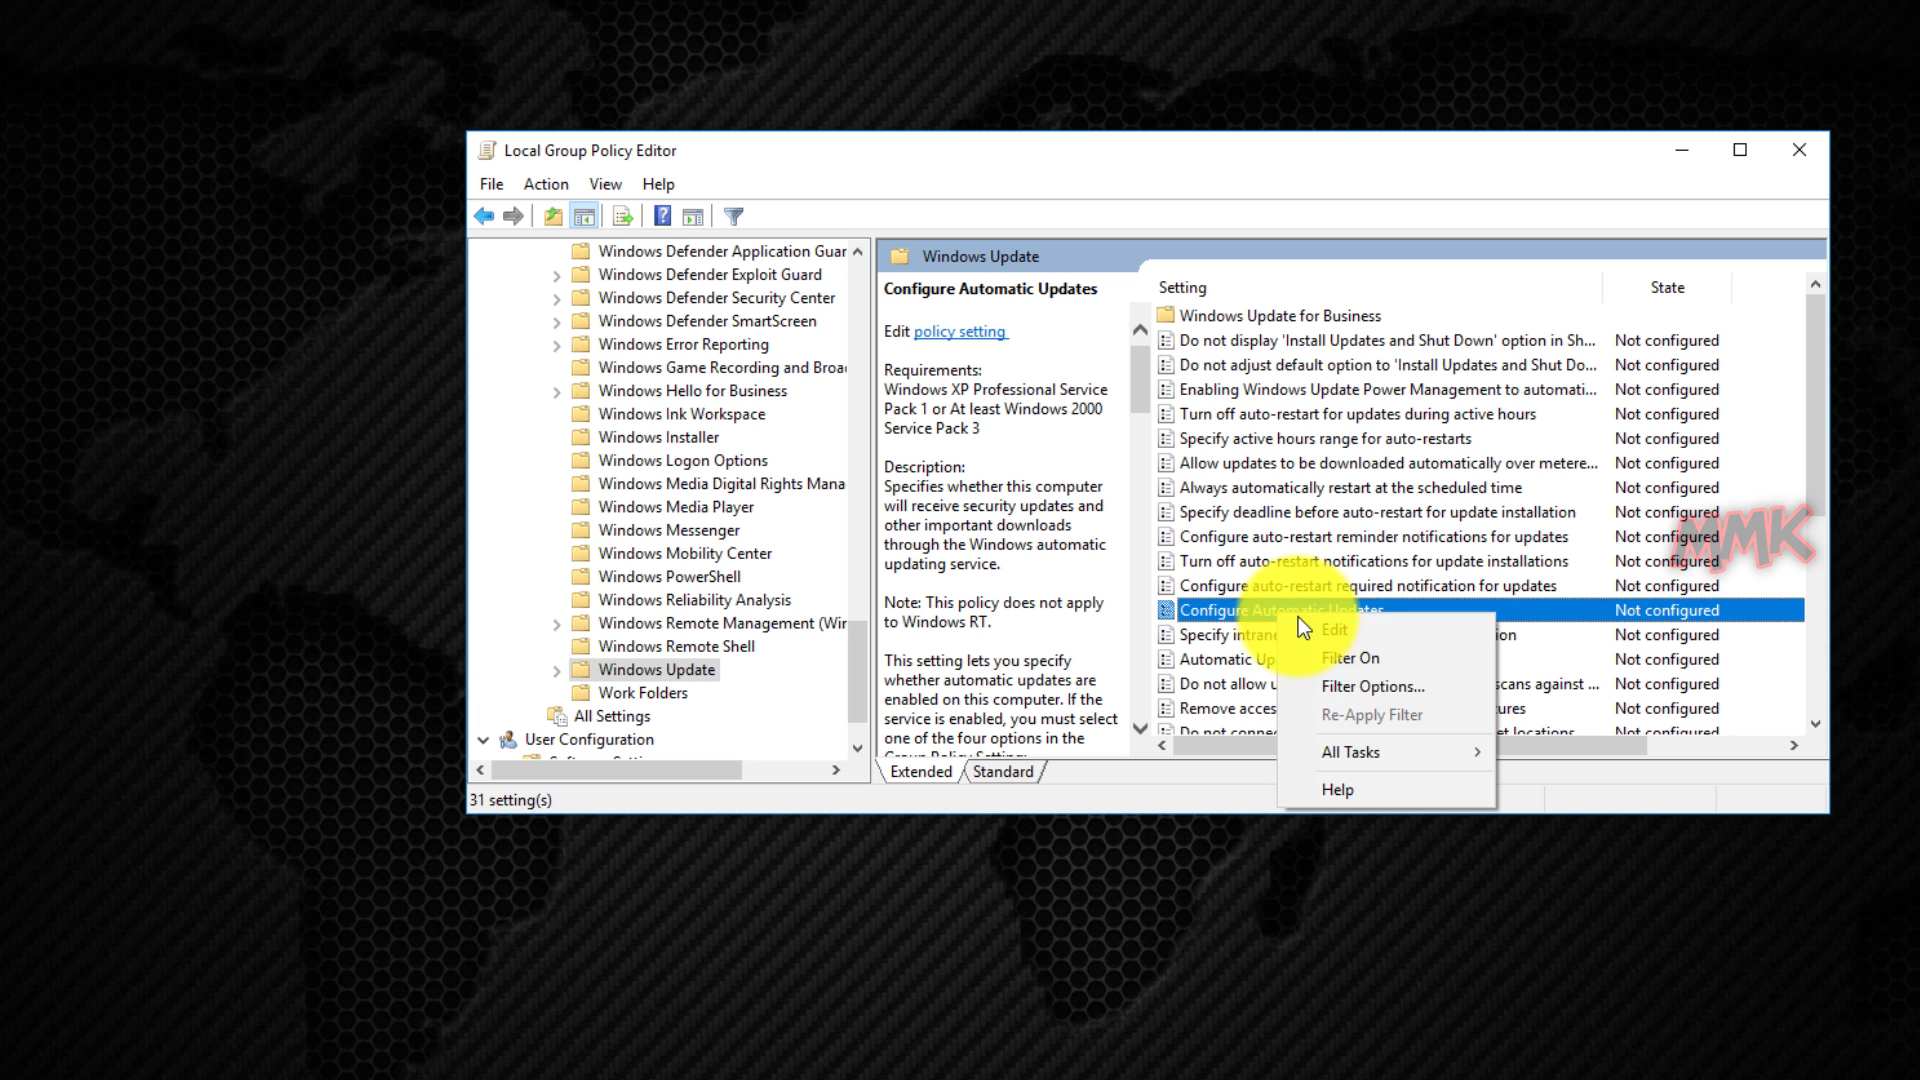 Local Group Policy Editor
File Action View Help
Windows Defender Application Guar
Windows Defender Exploit Guard
Windows Defender Security Center
Windows Defender SmartScreen
Windows Error Reporting
Windows Game Recording and Broa
Windows Hello for Business
Windows Ink Workspace
Windows Installer
Windows Logon Options
Windows Media Digital Rights Mana
Windows Media Player
Windows Messenger
Windows Mobility Center
Windows PowerShell
Windows Reliability Analysis
Windows Remote Management (Wir
Windows Remote Shell
Windows Update
Work Folders
All Settings
User Configuration
Windows Update
Configure Automatic Updates
Edit policy setting
Requirements:
Windows XP Professional Service
Pack 1 or At least Windows 2000
Service Pack 3
Description:
Specifies whether this computer
will receive security updates and
other important downloads
through the Windows automatic
updating service.
Note: This policy does not apply
to Windows RT.
This setting lets you specify
whether automatic updates are
enabled on this computer. If the
service is enabled, you must select
one of the four options in the
Group Policy Setting:
Setting State
Windows Update for Business
Do not display 'Install Updates and Shut Down' option in Sh... Not configured
Do not adjust default option to 'Install Updates and Shut Do... Not configured
Enabling Windows Update Power Management to automati... Not configured
Turn off auto-restart for updates during active hours Not configured
Specify active hours range for auto-restarts Not configured
Allow updates to be downloaded automatically over metere... Not configured
Always automatically restart at the scheduled time Not configured
Specify deadline before auto-restart for update installation Not configured
Configure auto-restart reminder notifications for updates Not configured
Turn off auto-restart notifications for update installations Not configured
Configure auto-restart required notification for updates Not configured
Configure Automatic Updates Not configured
Specify intrane ion Not configured
Automatic Up Not configured
Do not allow u scans against ... Not configured
Remove acces ures Not configured
Do not conne et locations Not configured
Edit
Filter On
Filter Options...
Re-Apply Filter
All Tasks
Help
Extended Standard
31 setting(s)
MMK